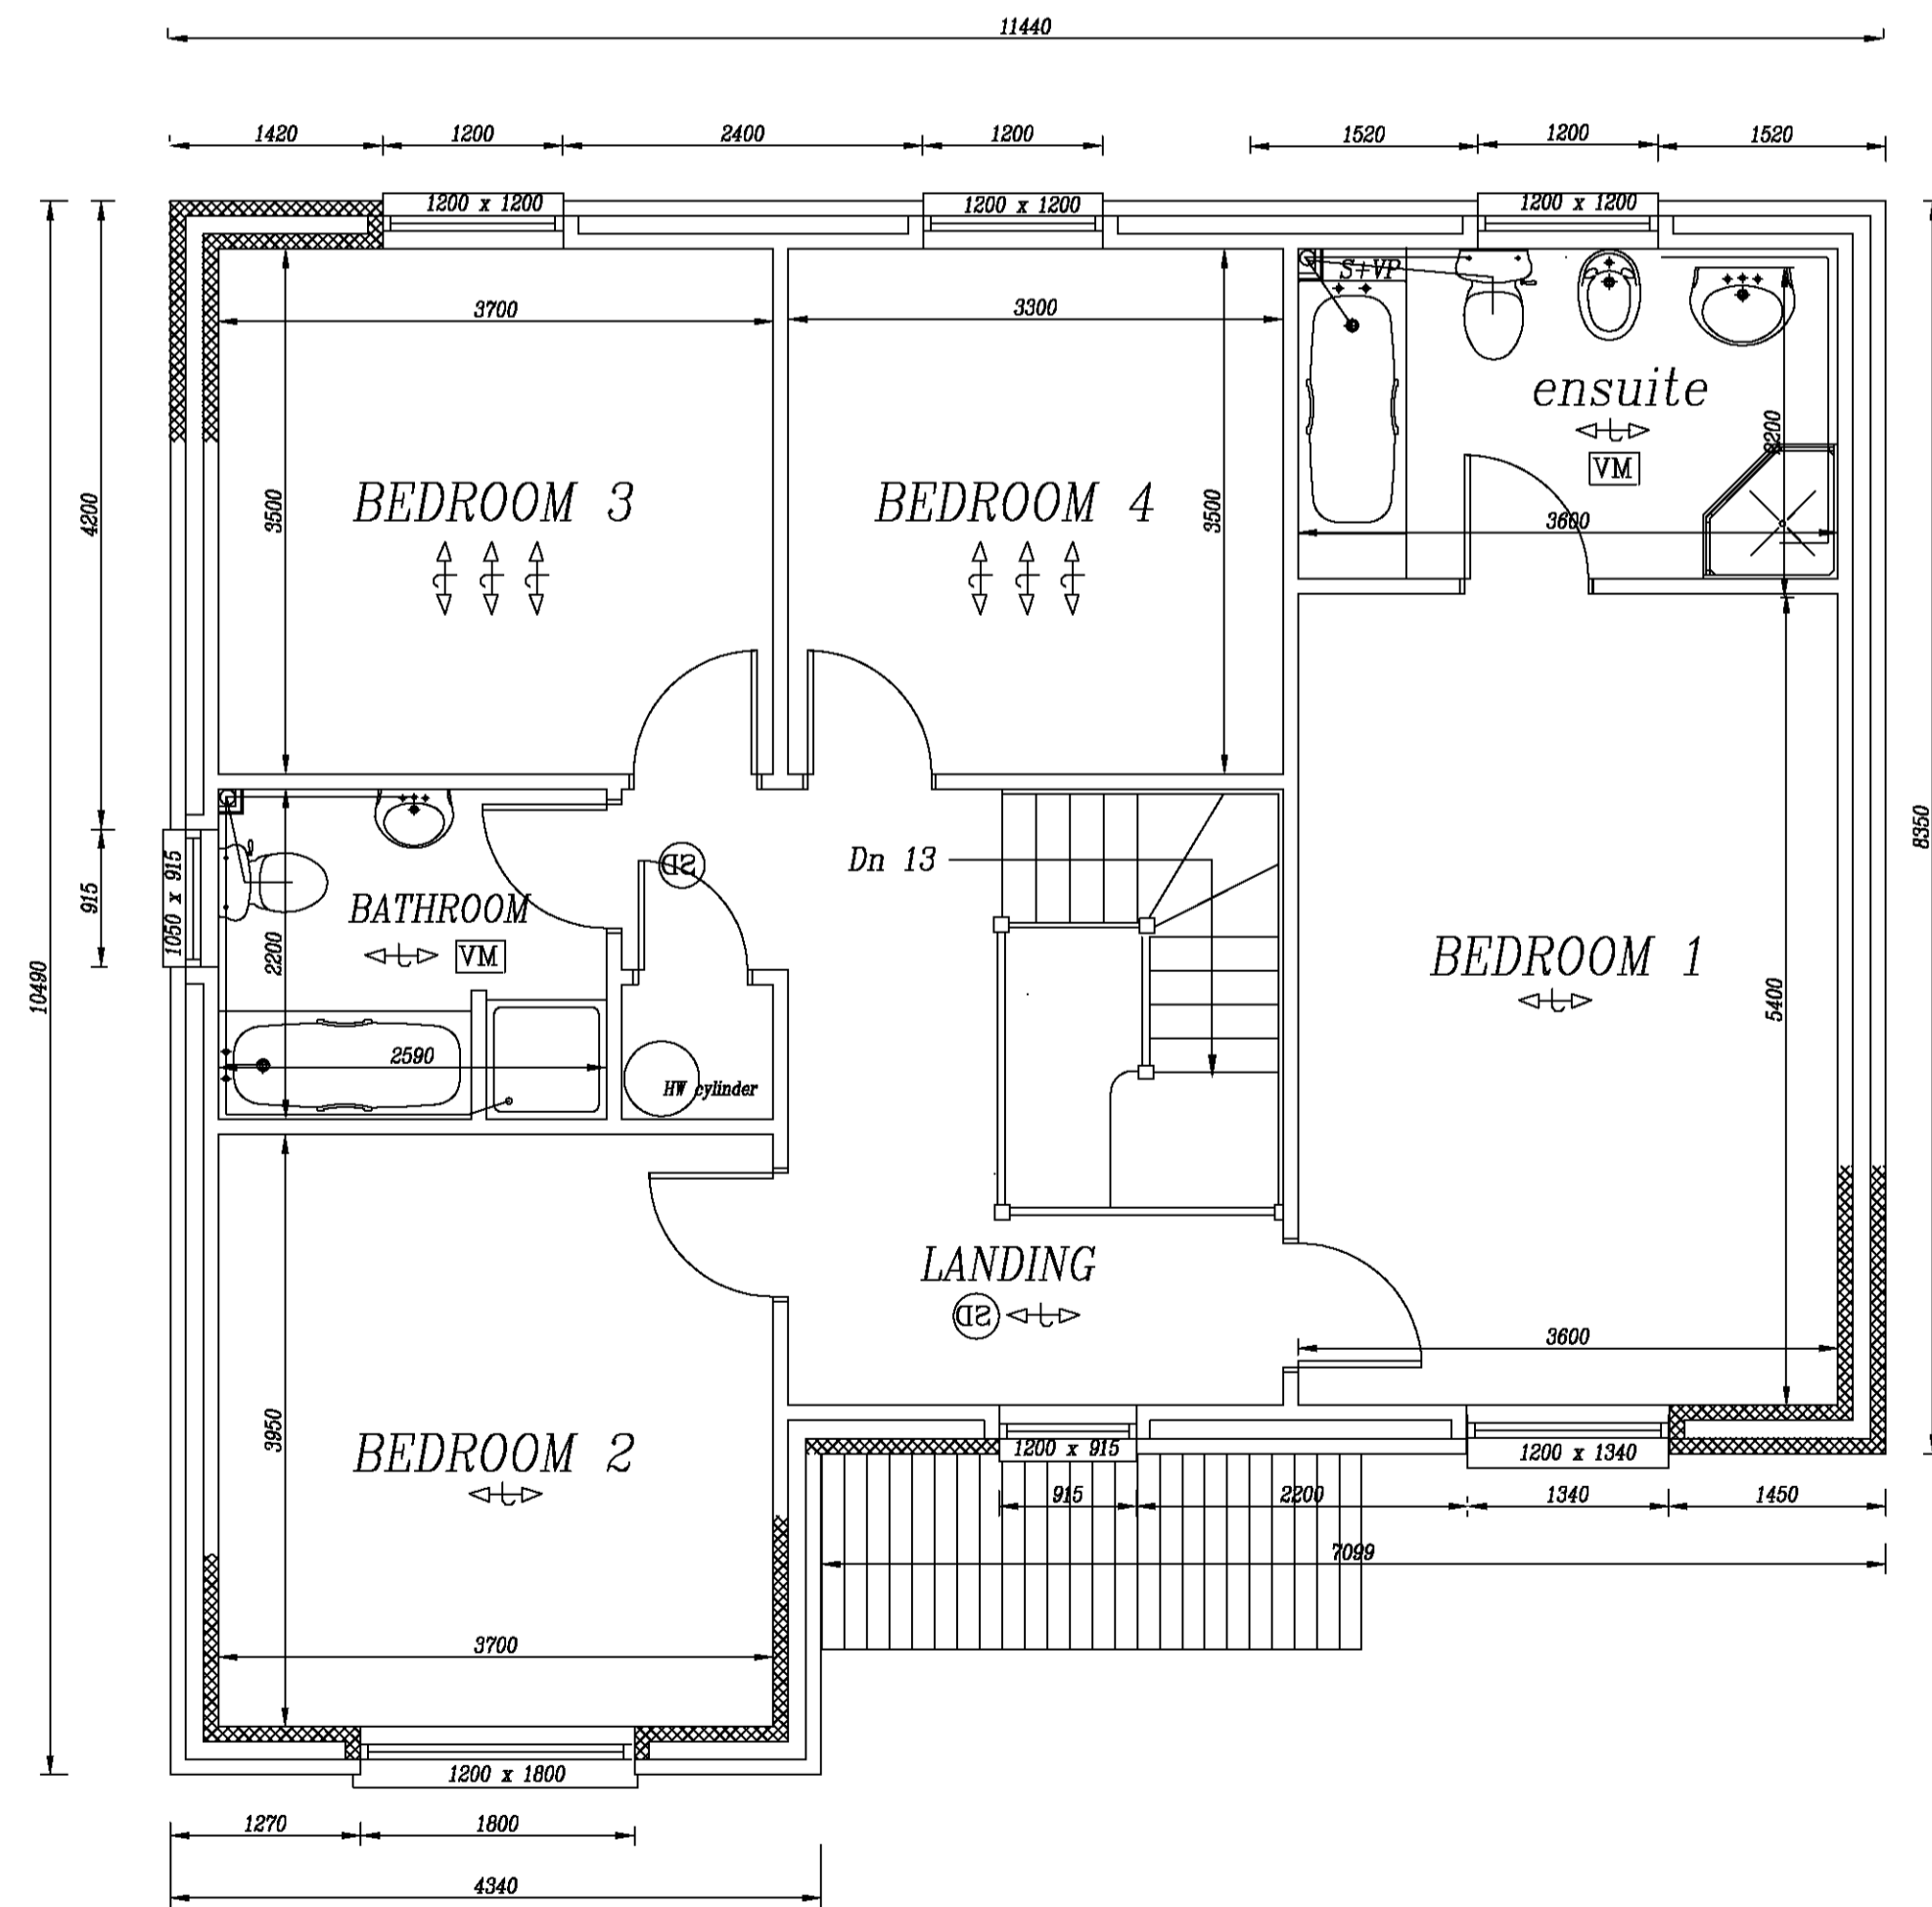 11440
1420 1200 2400 1200 1520 1200 1520
1200 x 1200 1200 x 1200 1200 x 1200
S+VP
3700 3300
ensuite
2200
VM
4200 3500 BEDROOM 3 BEDROOM 4 3500 3600
8350
Dn 13
SD
915 1050 x 915 BATHROOM
2200 VM
BEDROOM 1
10490
5400
2590
HW cylinder
LANDING
SD
3600
3950 BEDROOM 2
1200 x 915 1200 x 1340
915 2200 1340 1450
7099
3700
1200 x 1800
1270 1800
4340